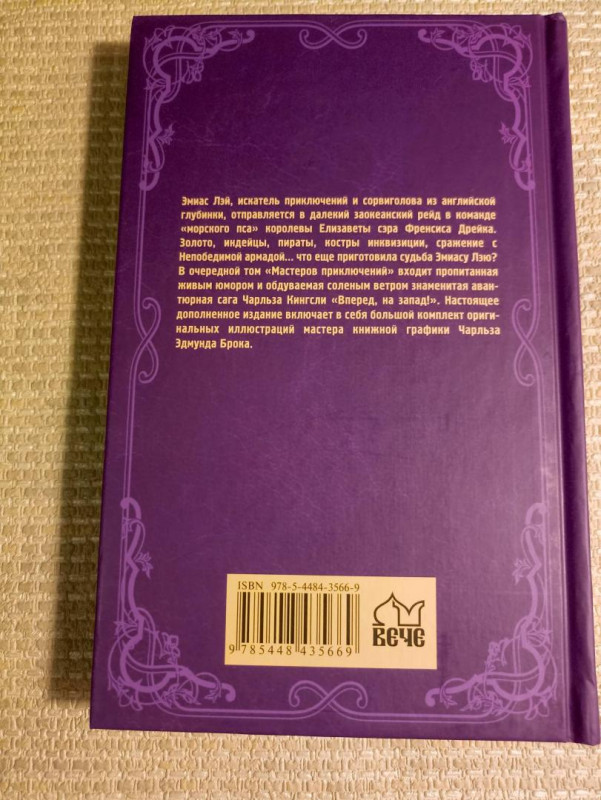 Эмиас Лэй, искатель приключений и сорвиголова из английской
глубинки, отправляется в далекий заокеанский рейд в команде
«морского пса» королевы Елизаветы сэра Френсиса Дрейка.
Золото, индейцы, пираты, костры инквизиции, сражение с
Непобедимой армадой... что еще приготовила судьба Эмиасу Лэю?
В очередной том «Мастеров приключений» входит пропитанная
живым юмором и обдуваемая соленым ветром знаменитая аван-
тюрная сага Чарльза Кингсли «Вперед, на запад!». Настоящее
дополненное издание включает в себя большой комплект ориги-
нальных иллюстраций мастера книжной графики Чарльза
Эдмунда Брока.
ISBN 978-5-4484-3566-9
9 785448 435669
ВЕЧЕ